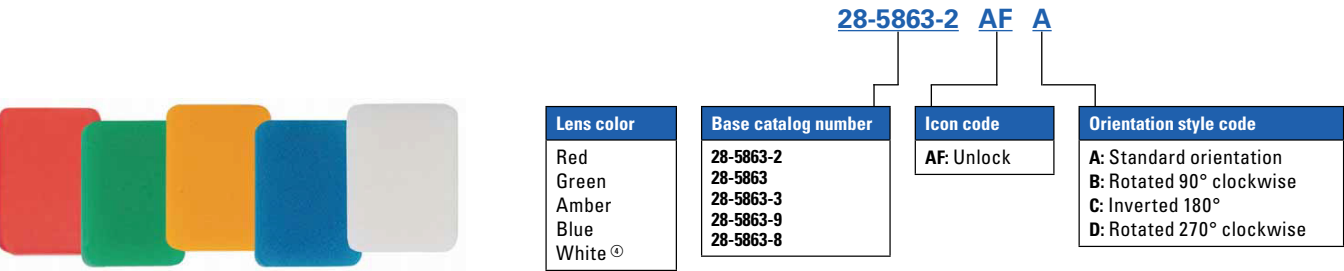 28-5863-2 AF A
Lens color
Red
Green
Amber
Blue
White ④
Base catalog number
28-5863-2
28-5863
28-5863-3
28-5863-9
28-5863-8
Icon code
AF: Unlock
Orientation style code
A: Standard orientation
B: Rotated 90° clockwise
C: Inverted 180°
D: Rotated 270° clockwise